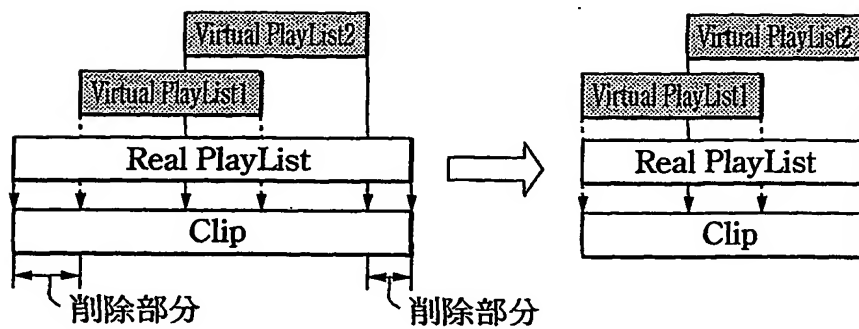 Virtual PlayList2
Virtual PlayList1
Real PlayList
Clip
削除部分
削除部分
Virtual PlayList2
Virtual PlayList1
Real PlayList
Clip